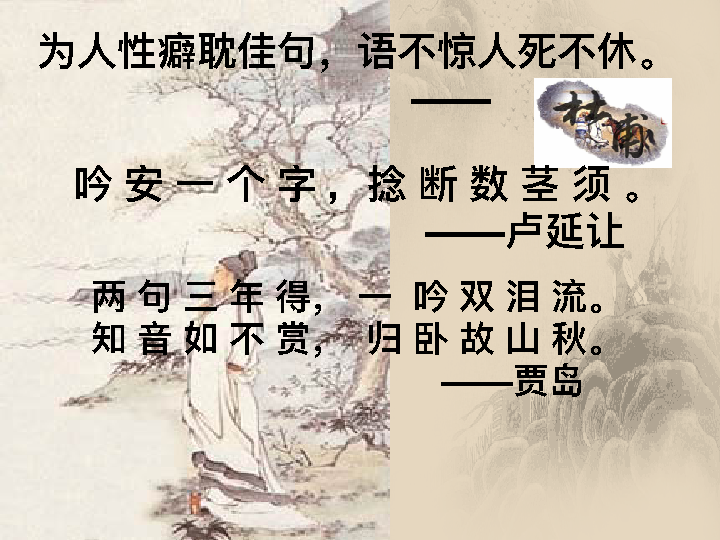 为人性癖耽佳句，语不惊人死不休。
——杜甫
吟安一个字，捻断数茎须。
——卢延让
两句三年得，一吟双泪流。
知音如不赏，归卧故山秋。
——贾岛